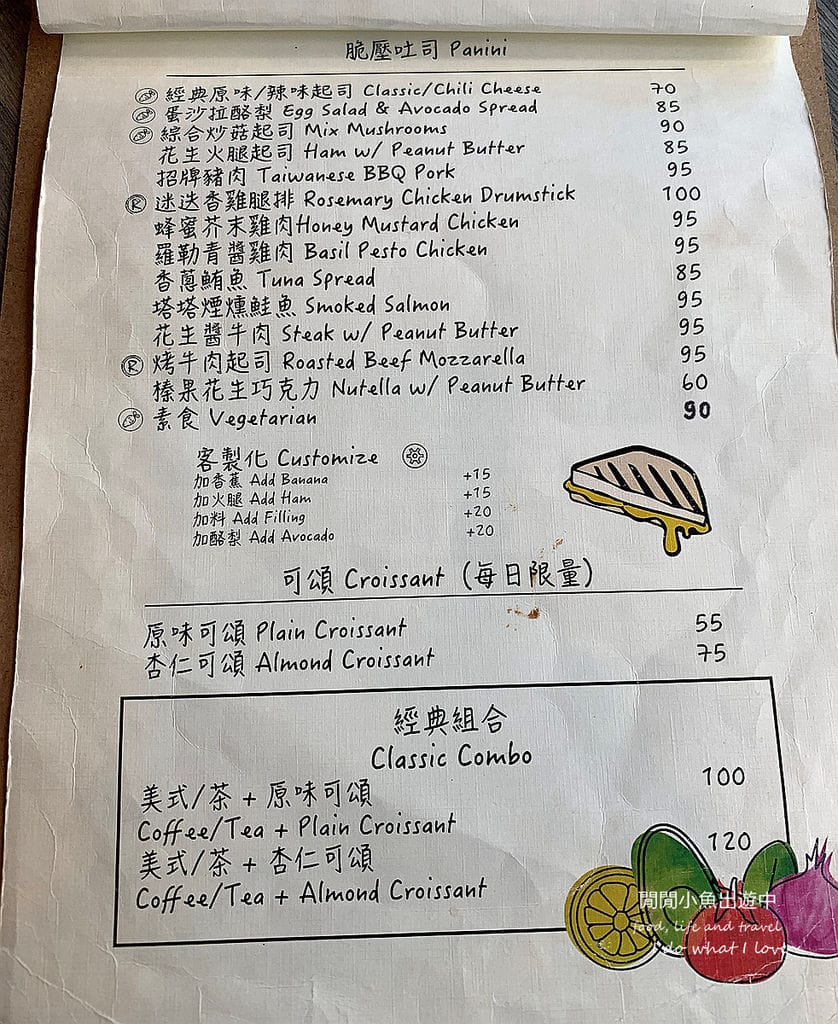 脆壓吐司 Panini
經典原味/辣味起司 Classic/Chili Cheese 70
蛋沙拉酪梨 Egg Salad & Avocado Spread 85
綜合炒菇起司 Mix Mushrooms 90
花生火腿起司 Ham w/ Peanut Butter 85
招牌豬肉 Taiwanese BBQ Pork 95
R 迷迭香雞腿排 Rosemary Chicken Drumstick 100
蜂蜜芥末雞肉Honey Mustard Chicken 95
羅勒青醬雞肉 Basil Pesto Chicken 95
香蔥鮪魚 Tuna Spread 85
塔塔煙燻鮭魚 Smoked Salmon 95
花生醬牛肉 Steak w/ Peanut Butter 95
R 烤牛肉起司 Roasted Beef Mozzarella 95
榛果花生巧克力 Nutella w/ Peanut Butter 60
素食 Vegetarian 90
客製化 Customize
加香蕉 Add Banana +15
加火腿 Add Ham +15
加料 Add Filling +20
加酪梨 Add Avocado +20
可頌 Croissant (每日限量)
原味可頌 Plain Croissant 55
杏仁可頌 Almond Croissant 75
經典組合
Classic Combo
美式/茶 + 原味可頌 100
Coffee/Tea + Plain Croissant
美式/茶 + 杏仁可頌 120
Coffee/Tea + Almond Croissant
閒閒小魚出遊中
food, life and travel
do what I love